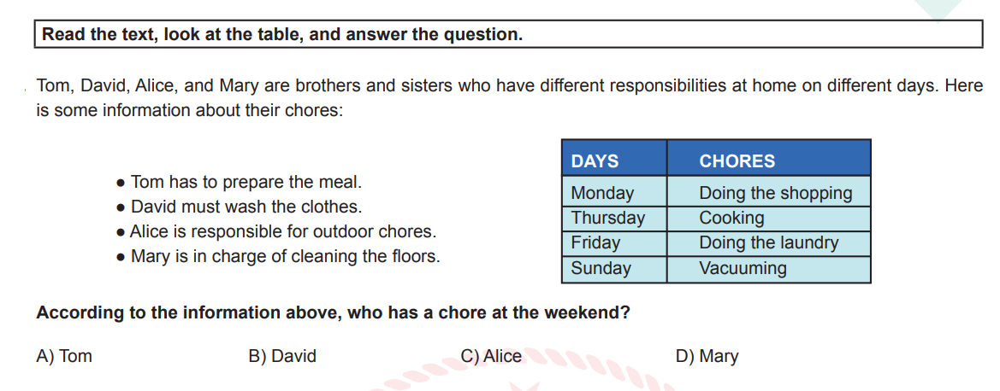 Read the text, look at the table, and answer the question.
Tom, David, Alice, and Mary are brothers and sisters who have different responsibilities at home on different days. Here
is some information about their chores:
● Tom has to prepare the meal.
● David must wash the clothes.
● Alice is responsible for outdoor chores.
● Mary is in charge of cleaning the floors.
DAYS CHORES
Monday Doing the shopping
Thursday Cooking
Friday Doing the laundry
Sunday Vacuuming
According to the information above, who has a chore at the weekend?
A) Tom B) David C) Alice D) Mary